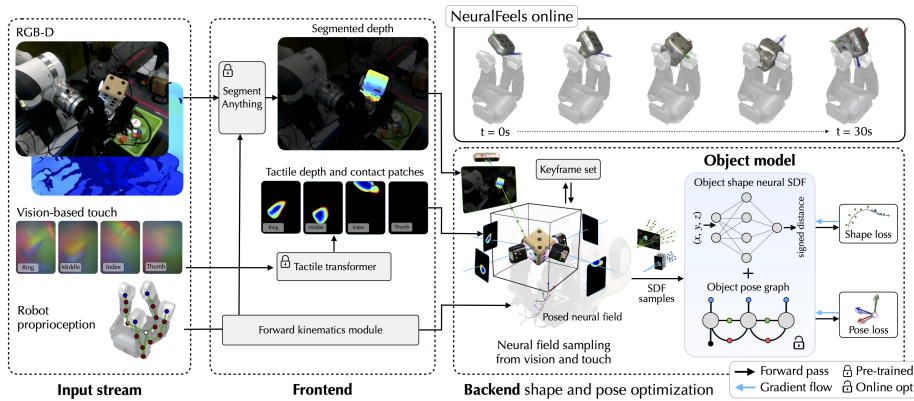 RGB-D
Vision-based touch
Ring
Middle
Index
Thumb
Robot
proprioception
Input stream
Segmented depth
Segment
Anything
Tactile depth and contact patches
Ring
Middle
Index
Thumb
Tactile transformer
Forward kinematics module
Frontend
NeuralFeels online
t = 0s
t = 30s
Keyframe set
Posed neural field
Neural field sampling
from vision and touch
SDF
samples
Object model
Object shape neural SDF
(x, y, z)
signed distance
Shape loss
+
Object pose graph
Pose loss
Backend shape and pose optimization
Forward pass
Pre-trained
Gradient flow
Online opt